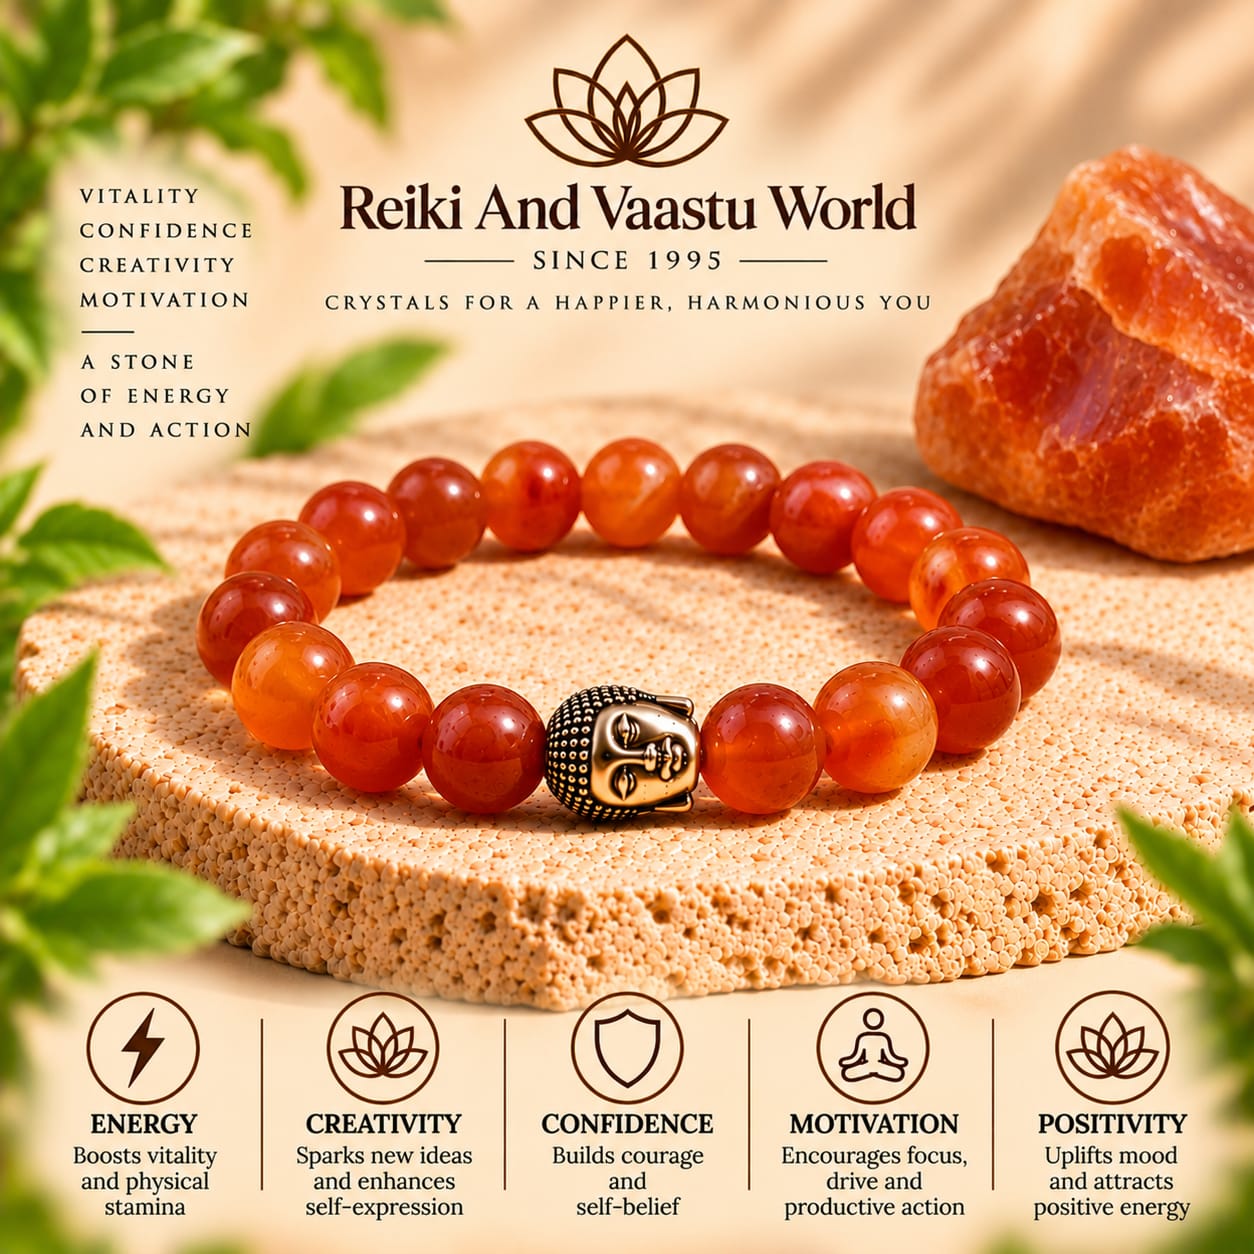 Reiki And Vaastu World
SINCE 1995
CRYSTALS FOR A HAPPIER, HARMONIOUS YOU
VITALITY
CONFIDENCE
CREATIVITY
MOTIVATION
A STONE
OF ENERGY
AND ACTION
ENERGY
Boosts vitality
and physical
stamina
CREATIVITY
Sparks new ideas
and enhances
self-expression
CONFIDENCE
Builds courage
and
self-belief
MOTIVATION
Encourages focus,
drive and
productive action
POSITIVITY
Uplifts mood
and attracts
positive energy